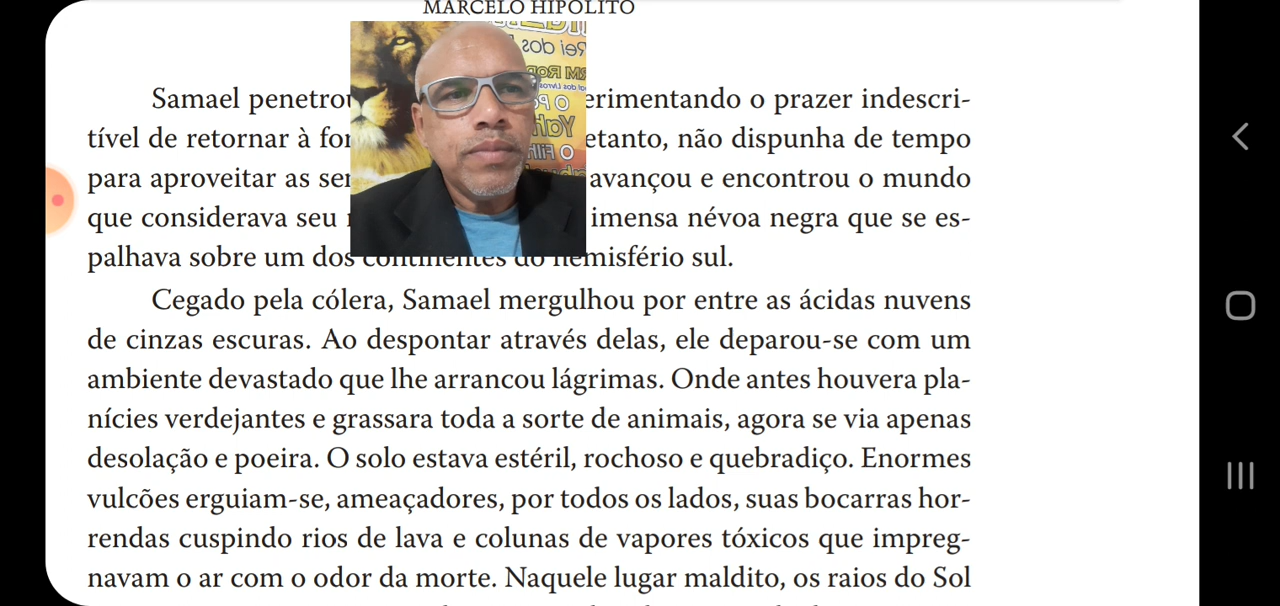 MARCELO HIPÓLITO
Samael penetrou erimentando o prazer indescri-
tível de retornar à for etanto, não dispunha de tempo
para aproveitar as sen avançou e encontrou o mundo
que considerava seu imensa névoa negra que se es-
palhava sobre um dos continentes do hemisfério sul.
Cegado pela cólera, Samael mergulhou por entre as ácidas nuvens
de cinzas escuras. Ao despontar através delas, ele deparou-se com um
ambiente devastado que lhe arrancou lágrimas. Onde antes houvera pla-
nícies verdejantes e grassara toda a sorte de animais, agora se via apenas
desolação e poeira. O solo estava estéril, rochoso e quebradiço. Enormes
vulcões erguiam-se, ameaçadores, por todos os lados, suas bocarras hor-
rendas cuspindo rios de lava e colunas de vapores tóxicos que impreg-
navam o ar com o odor da morte. Naquele lugar maldito, os raios do Sol
Rei dos
O
Yah
O Filh